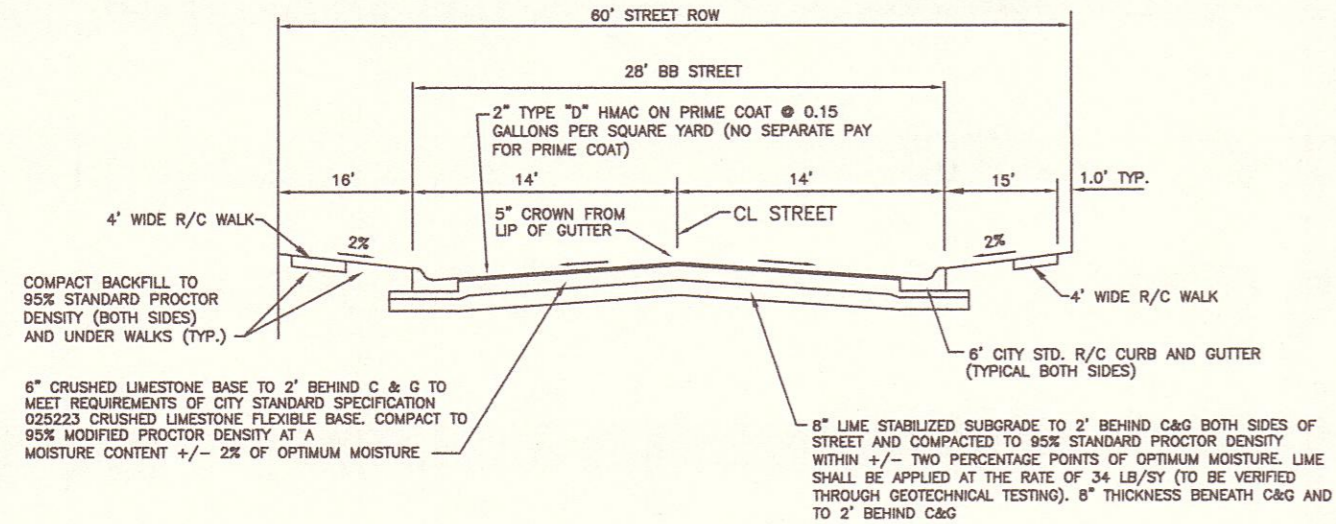 60' STREET ROW
28' BB STREET
2" TYPE "D" HMAC ON PRIME COAT @ 0.15
GALLONS PER SQUARE YARD (NO SEPARATE PAY
FOR PRIME COAT)
16'
14'
14'
15'
1.0' TYP.
4' WIDE R/C WALK
5" CROWN FROM
LIP OF GUTTER
CL STREET
2%
2%
COMPACT BACKFILL TO
95% STANDARD PROCTOR
DENSITY (BOTH SIDES)
AND UNDER WALKS (TYP.)
4' WIDE R/C WALK
6' CITY STD. R/C CURB AND GUTTER
(TYPICAL BOTH SIDES)
6" CRUSHED LIMESTONE BASE TO 2' BEHIND C & G TO
MEET REQUIREMENTS OF CITY STANDARD SPECIFICATION
025223 CRUSHED LIMESTONE FLEXIBLE BASE. COMPACT TO
95% MODIFIED PROCTOR DENSITY AT A
MOISTURE CONTENT +/- 2% OF OPTIMUM MOISTURE
8" LIME STABILIZED SUBGRADE TO 2' BEHIND C&G BOTH SIDES OF
STREET AND COMPACTED TO 95% STANDARD PROCTOR DENSITY
WITHIN +/- TWO PERCENTAGE POINTS OF OPTIMUM MOISTURE. LIME
SHALL BE APPLIED AT THE RATE OF 34 LB/SY (TO BE VERIFIED
THROUGH GEOTECHNICAL TESTING). 8" THICKNESS BENEATH C&G AND
TO 2' BEHIND C&G